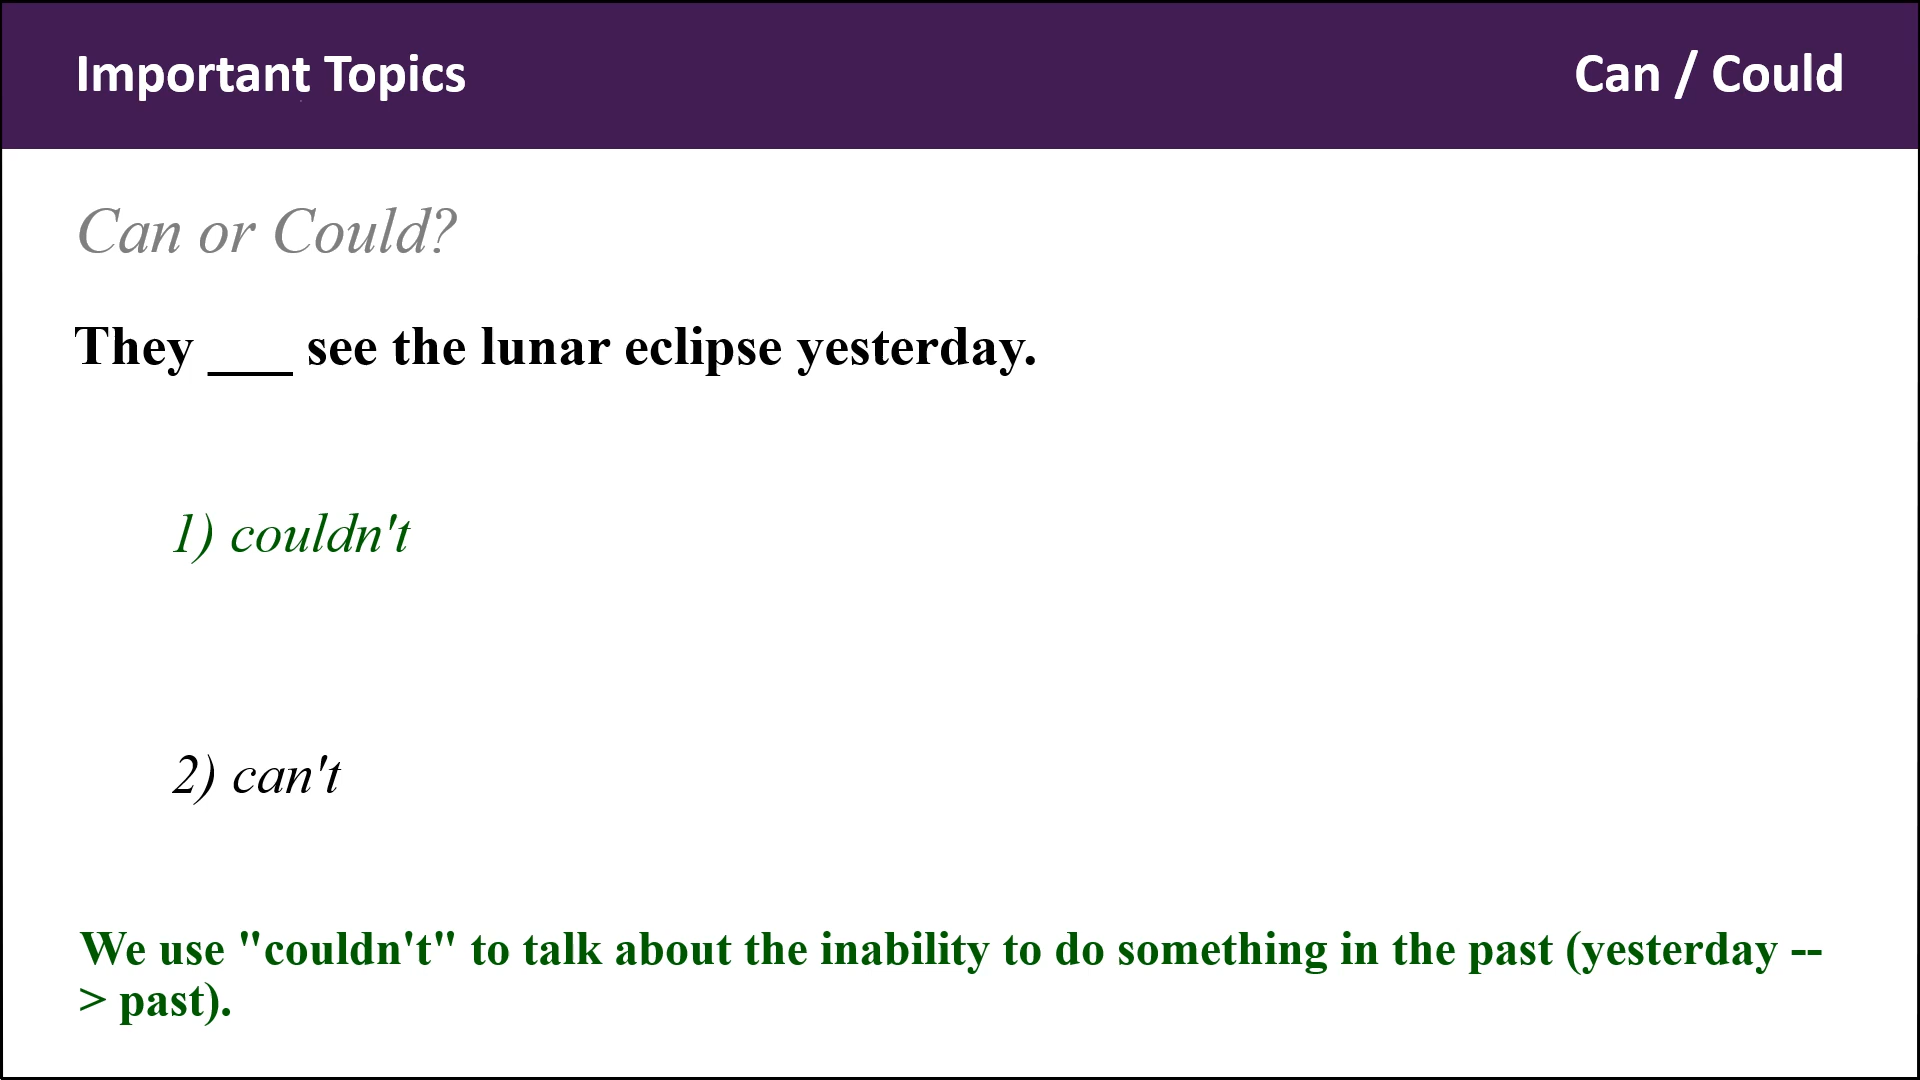 Important Topics
Can / Could
Can or Could?
They ___ see the lunar eclipse yesterday.
1) couldn't
2) can't
We use "couldn't" to talk about the inability to do something in the past (yesterday --
> past).